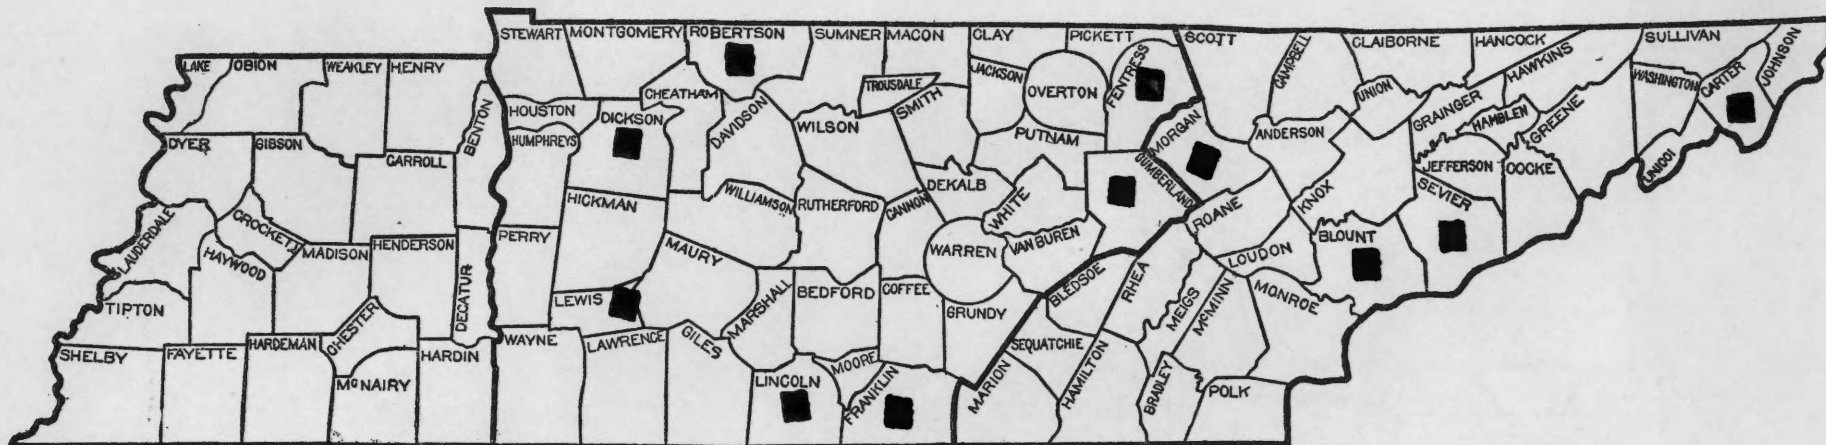 STEWART
MONTGOMERY
ROBERTSON
SUMNER
MACON
CLAY
PICKETT
SCOTT
CAMPBELL
CLAIBORNE
HANCOCK
HAWKINS
SULLIVAN
JOHNSON
LAKE
OBION
WEAKLEY
HENRY
BENTON
HOUSTON
DICKSON
CHEATHAM
DAVIDSON
TROUSDALE
SMITH
JACKSON
OVERTON
FENTRESS
UNION
GRAINGER
HAMBLEN
GREENE
WASHINGTON
CARTER
UNICOI
DYER
GIBSON
CARROLL
HUMPHREYS
WILSON
PUTNAM
MORGAN
ANDERSON
KNOX
JEFFERSON
COCKE
SEVIER
LAUDERDALE
CROCKETT
HAYWOOD
MADISON
HENDERSON
DECATUR
PERRY
HICKMAN
WILLIAMSON
RUTHERFORD
CANNON
DEKALB
WHITE
CUMBERLAND
ROANE
LOUDON
BLOUNT
MAURY
WARREN
VAN BUREN
BLEDSOE
RHEA
MEIGS
McMINN
MONROE
TIPTON
LEWIS
MARSHALL
BEDFORD
COFFEE
GRUNDY
SEQUATCHIE
SHELBY
FAYETTE
HARDEMAN
CHESTER
McNAIRY
HARDIN
WAYNE
LAWRENCE
GILES
LINCOLN
MOORE
FRANKLIN
MARION
HAMILTON
BRADLEY
POLK